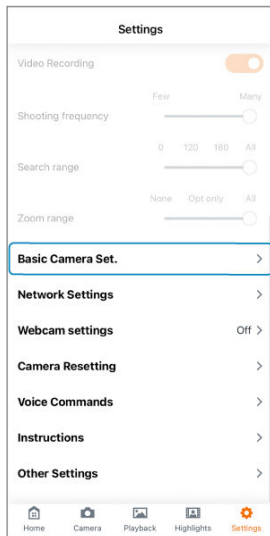 Settings
Video Recording
Few Many
Shooting frequency
0 120 180 All
Search range
None Opt only All
Zoom range
Basic Camera Set.
Network Settings
Webcam settings Off
Camera Resetting
Voice Commands
Instructions
Other Settings
Home Camera Playback Highlights Settings